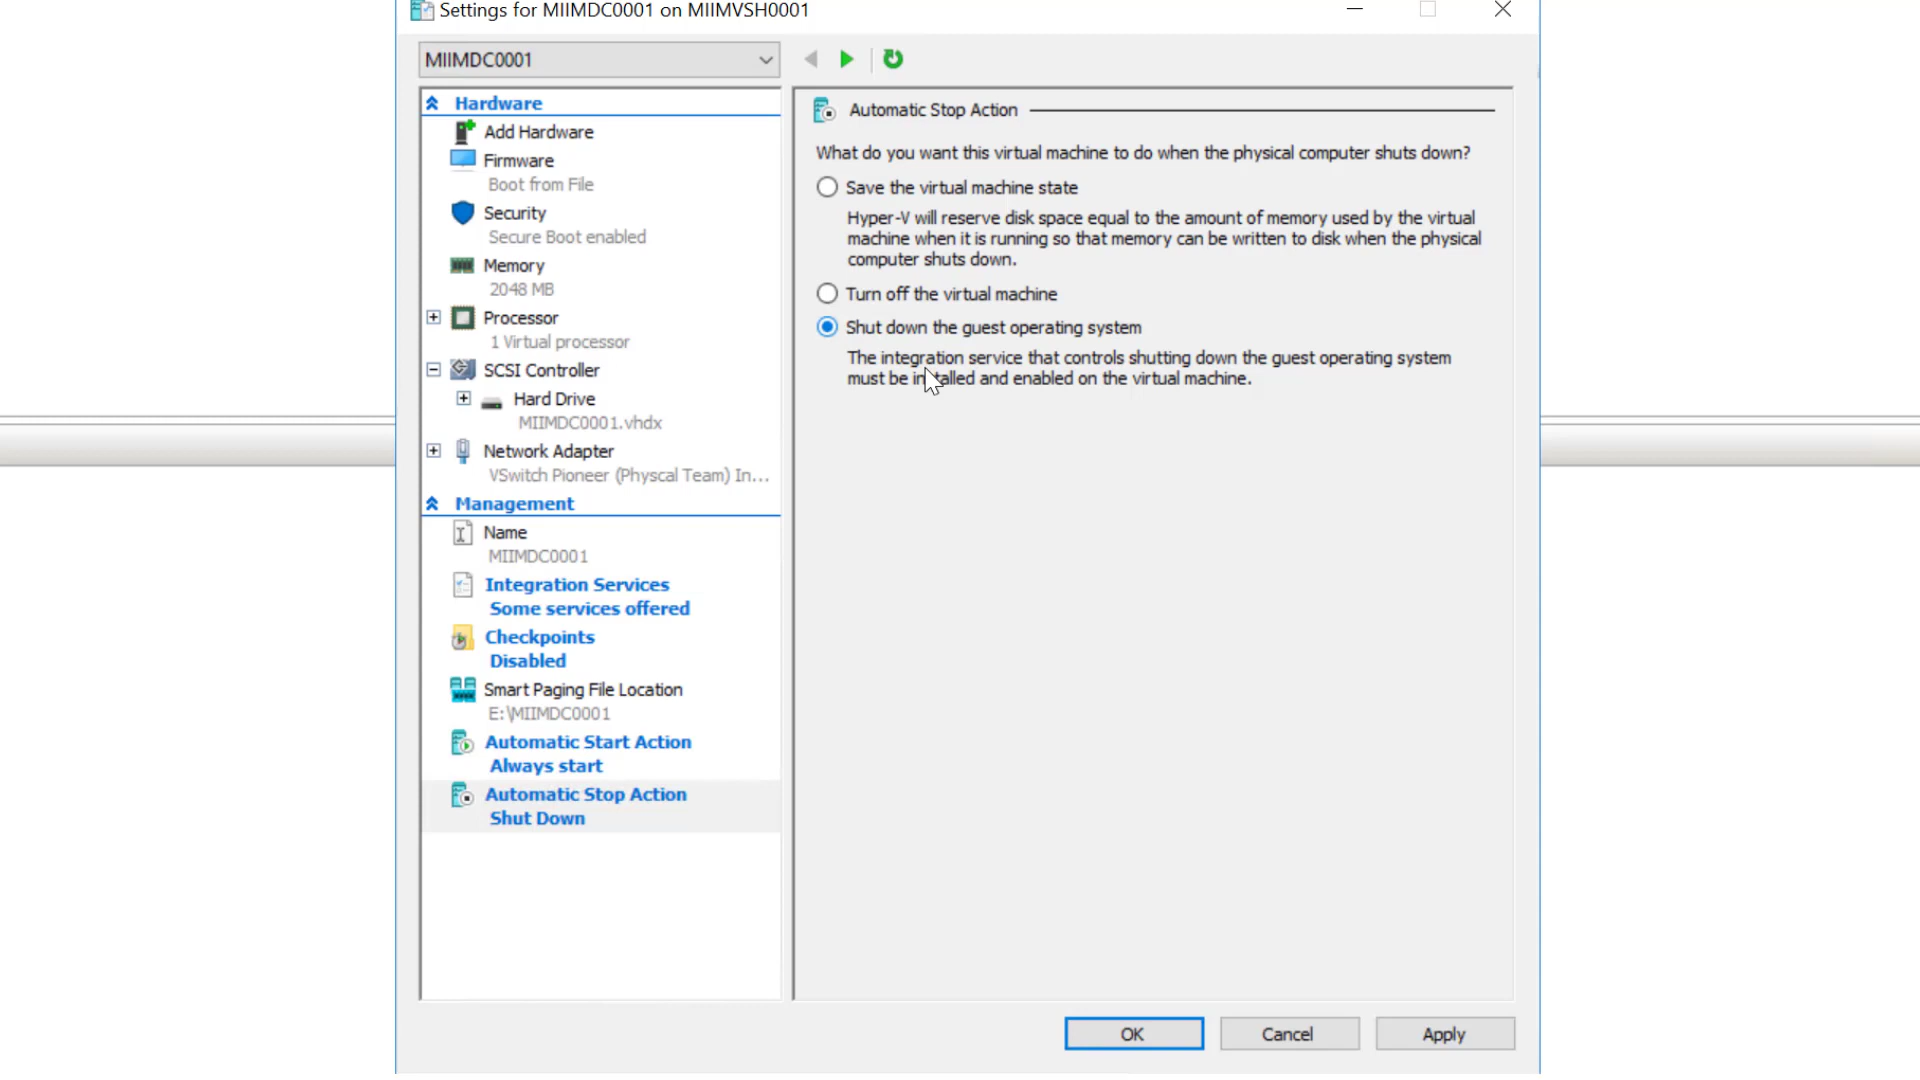 Settings for MIIMDC0001 on MIIMVSH0001
MIIMDC0001
Hardware
Add Hardware
Firmware
Boot from File
Security
Secure Boot enabled
Memory
2048 MB
Processor
1 Virtual processor
SCSI Controller
Hard Drive
MIIMDC0001.vhdx
Network Adapter
VSwitch Pioneer (Physcal Team) In...
Management
Name
MIIMDC0001
Integration Services
Some services offered
Checkpoints
Disabled
Smart Paging File Location
E:\MIIMDC0001
Automatic Start Action
Always start
Automatic Stop Action
Shut Down
Automatic Stop Action
What do you want this virtual machine to do when the physical computer shuts down?
Save the virtual machine state
Hyper-V will reserve disk space equal to the amount of memory used by the virtual
machine when it is running so that memory can be written to disk when the physical
computer shuts down.
Turn off the virtual machine
Shut down the guest operating system
The integration service that controls shutting down the guest operating system
must be installed and enabled on the virtual machine.
OK
Cancel
Apply